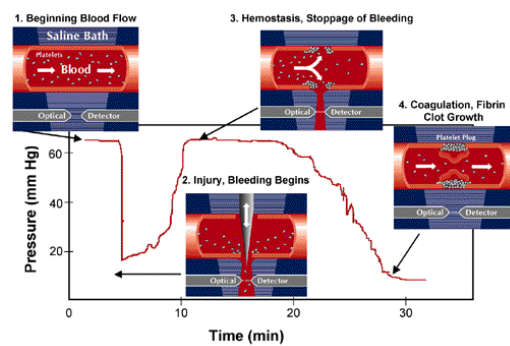 1. Beginning Blood Flow
Saline Bath
Platelets
Blood
Optical
Detector
3. Hemostasis, Stoppage of Bleeding
Optical
Detector
4. Coagulation, Fibrin
Clot Growth
Platelet Plug
Optical
Detector
2. Injury, Bleeding Begins
Optical
Detector
Pressure (mm Hg)
60
40
20
0
10
20
30
Time (min)